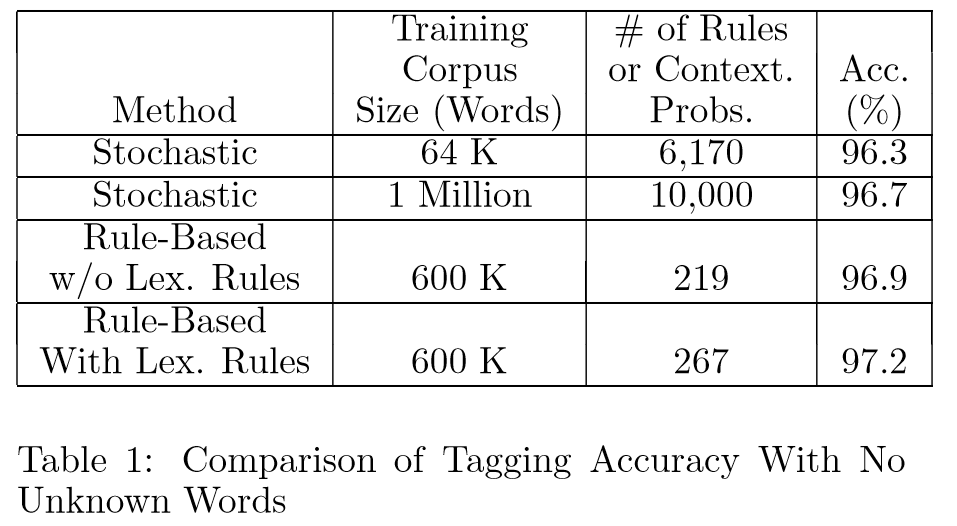 Method | Training Corpus Size (Words) | # of Rules or Context. Probs. | Acc. (%)
Stochastic | 64 K | 6,170 | 96.3
Stochastic | 1 Million | 10,000 | 96.7
Rule-Based w/o Lex. Rules | 600 K | 219 | 96.9
Rule-Based With Lex. Rules | 600 K | 267 | 97.2
Table 1: Comparison of Tagging Accuracy With No
Unknown Words